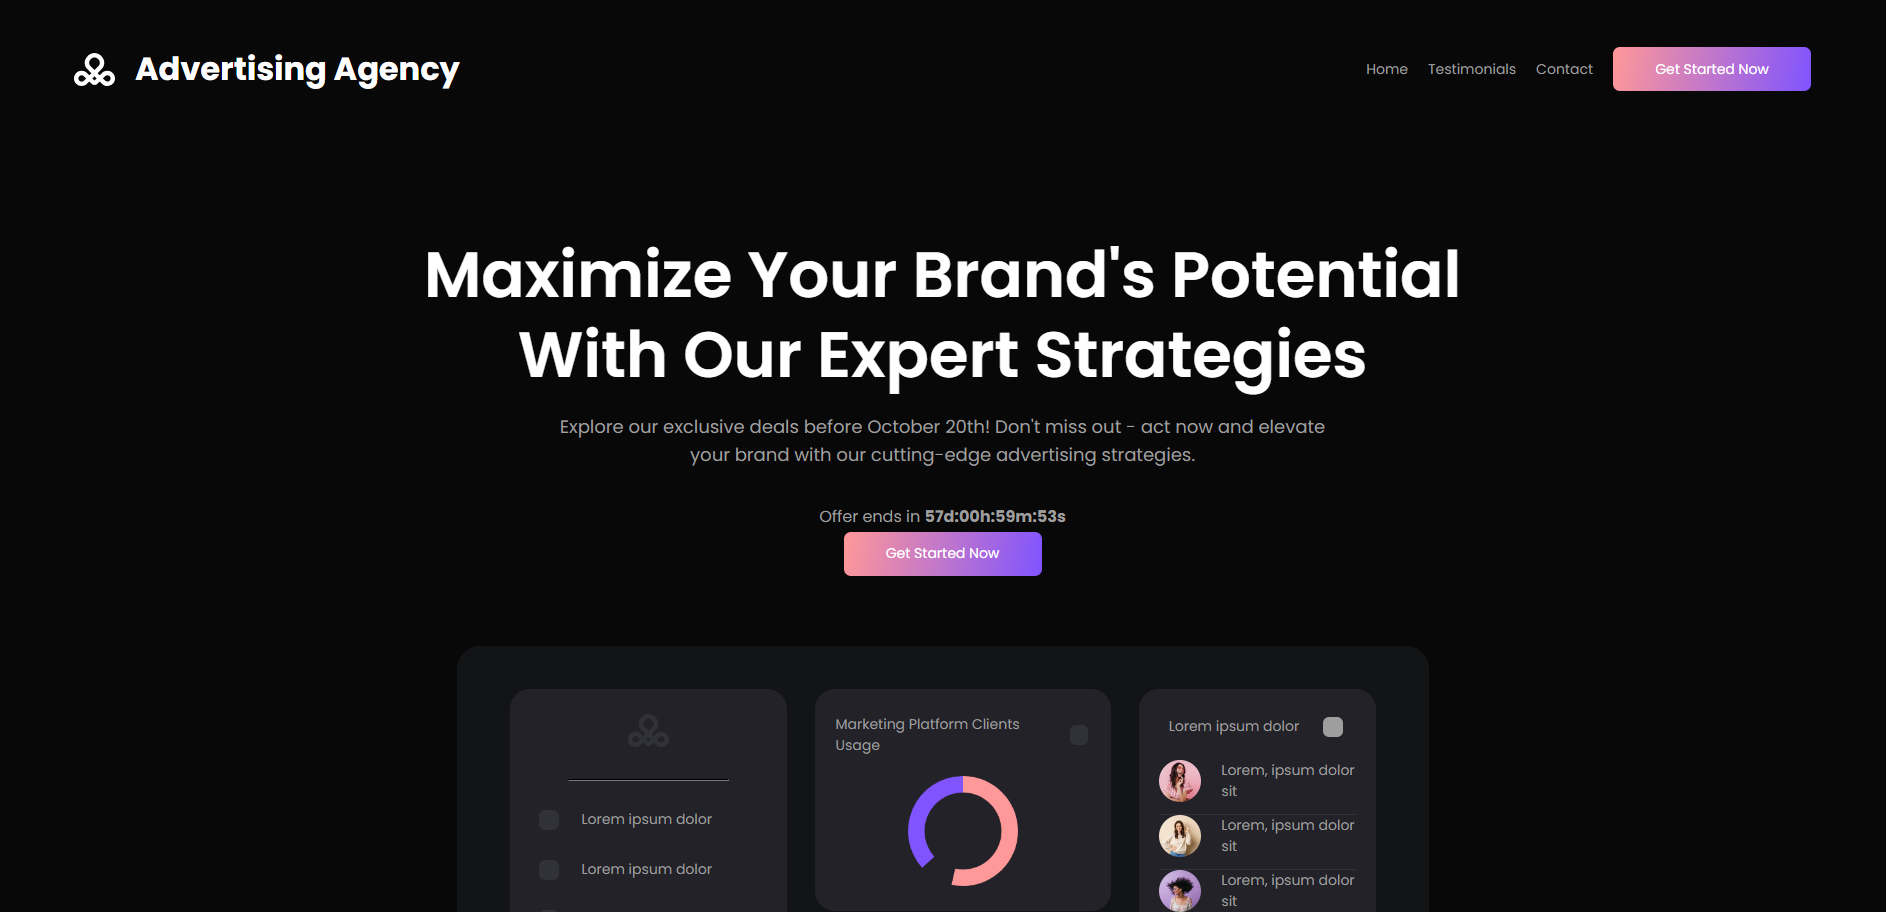 Advertising Agency
Home
Testimonials
Contact
Get Started Now
Maximize Your Brand's Potential
With Our Expert Strategies
Explore our exclusive deals before October 20th! Don't miss out - act now and elevate
your brand with our cutting-edge advertising strategies.
Offer ends in 57d:00h:59m:53s
Get Started Now
Lorem ipsum dolor
Lorem ipsum dolor
Marketing Platform Clients
Usage
Lorem ipsum dolor
Lorem, ipsum dolor
sit
Lorem, ipsum dolor
sit
Lorem, ipsum dolor
sit